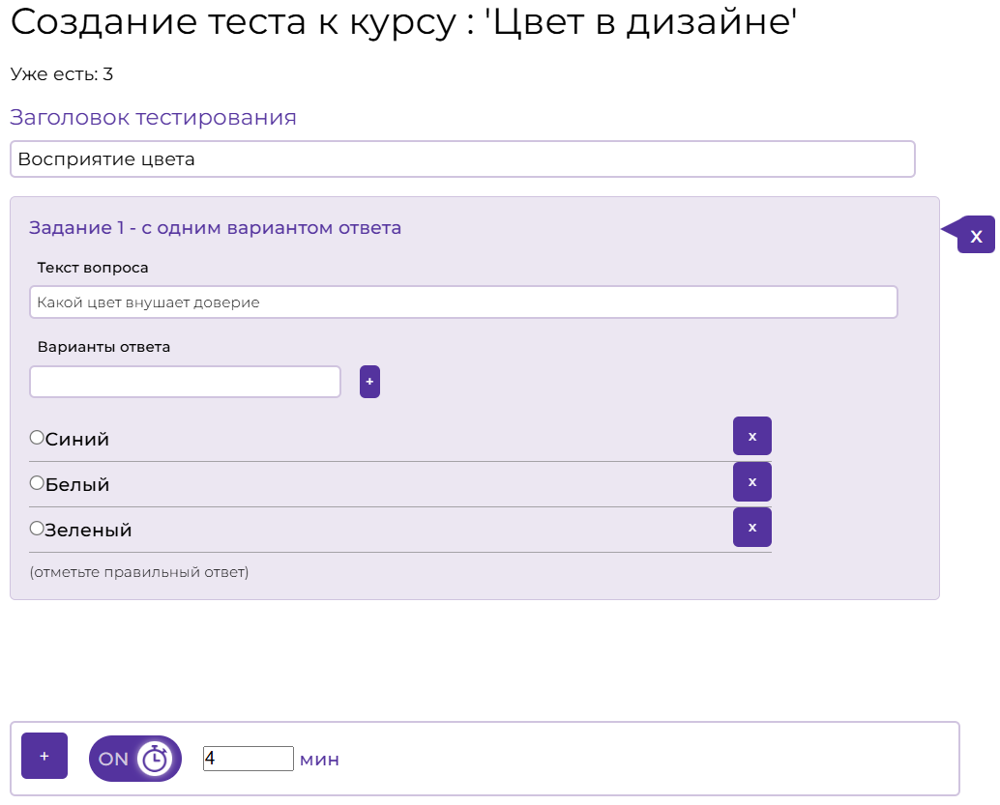 Создание теста к курсу : 'Цвет в дизайне'
Уже есть: 3
Заголовок тестирования
Восприятие цвета
Задание 1 - с одним вариантом ответа
x
Текст вопроса
Какой цвет внушает доверие
Варианты ответа
+
Синий x
Белый x
Зеленый x
(отметьте правильный ответ)
+ ON 4 мин